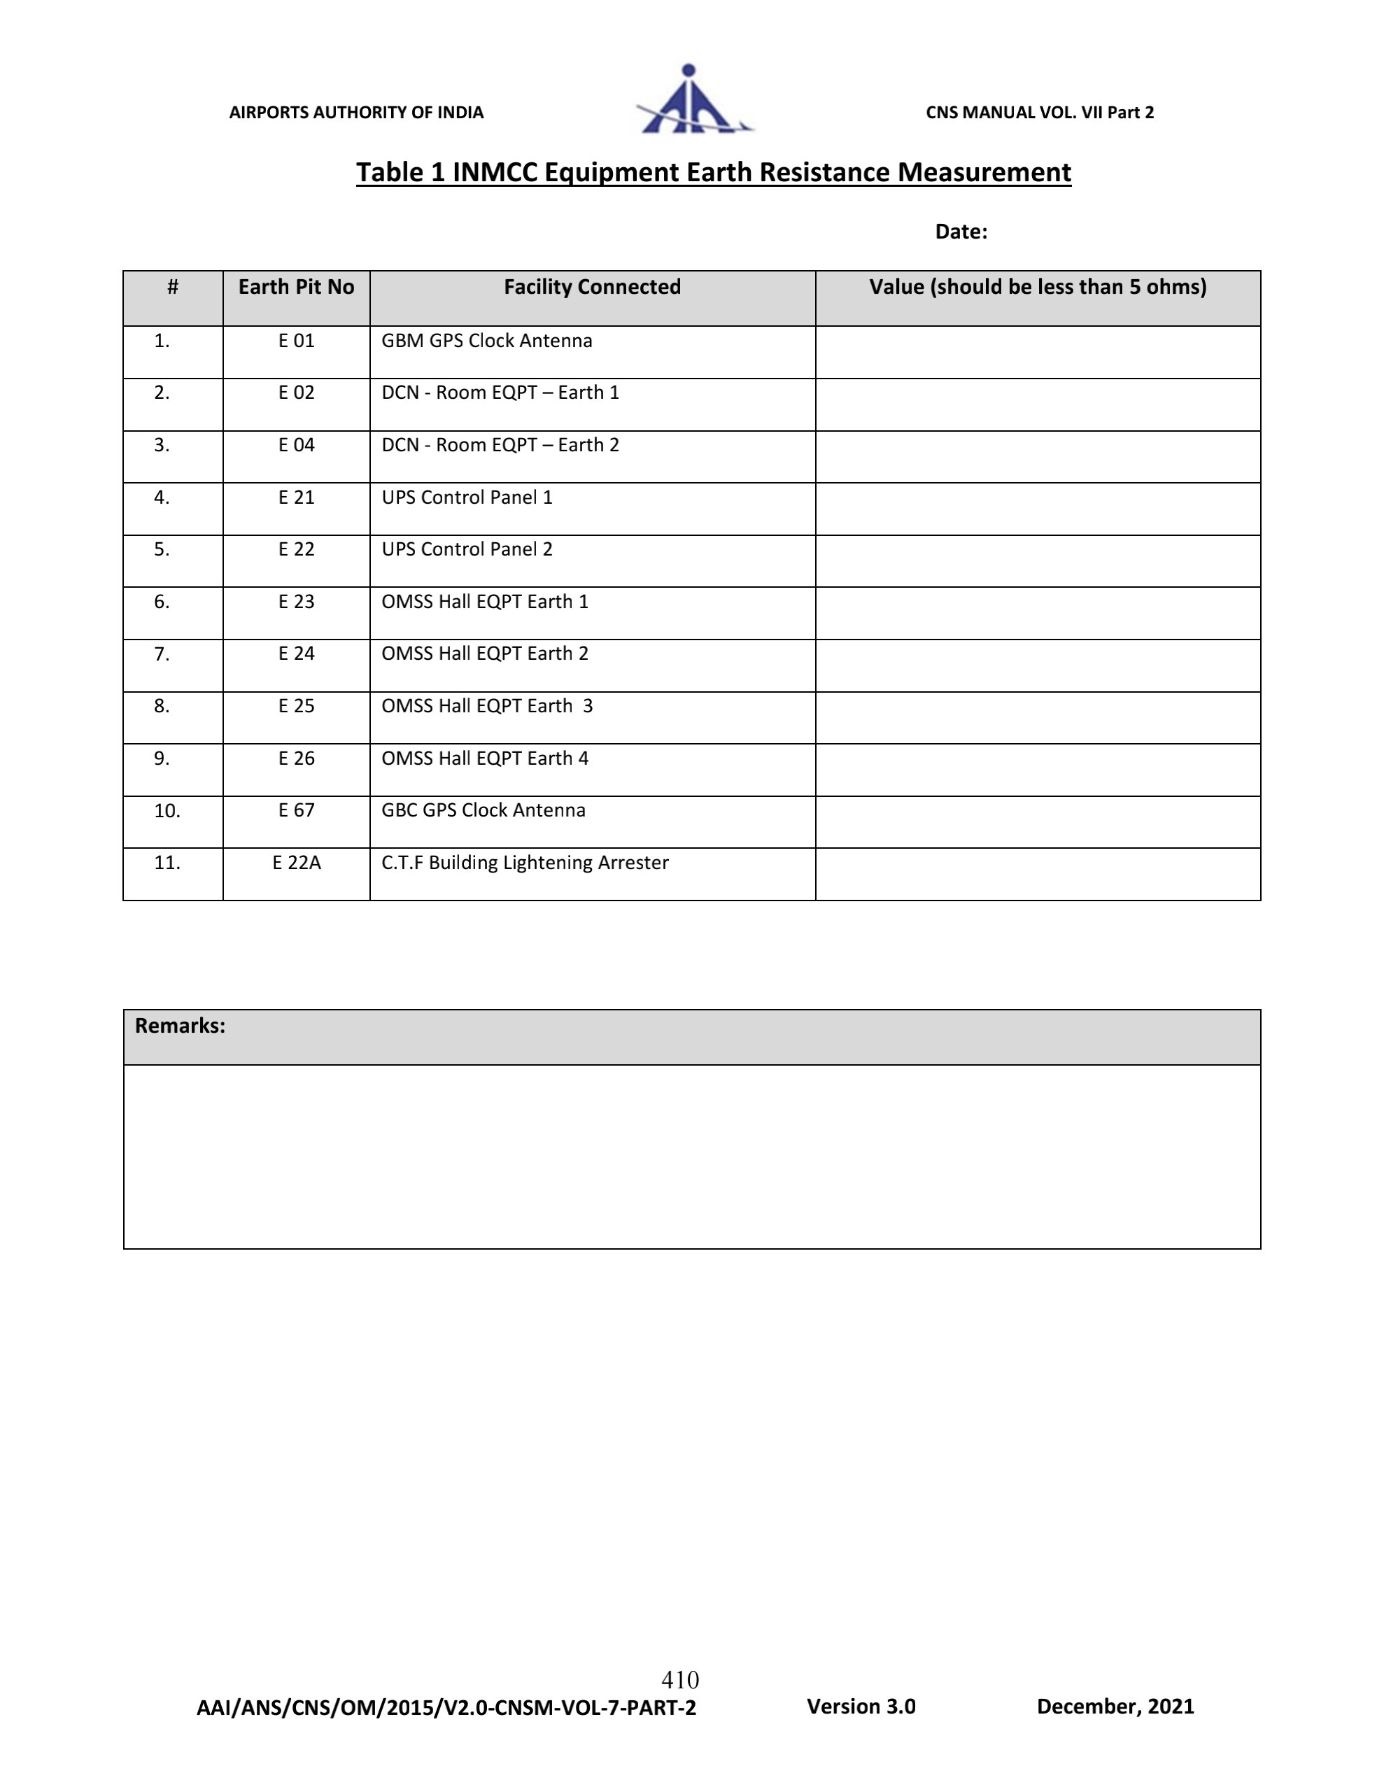 AIRPORTS AUTHORITY OF INDIA
CNS MANUAL VOL. VII Part 2
Table 1 INMCC Equipment Earth Resistance Measurement
Date:
# Earth Pit No Facility Connected Value (should be less than 5 ohms)
1. E 01 GBM GPS Clock Antenna
2. E 02 DCN - Room EQPT – Earth 1
3. E 04 DCN - Room EQPT – Earth 2
4. E 21 UPS Control Panel 1
5. E 22 UPS Control Panel 2
6. E 23 OMSS Hall EQPT Earth 1
7. E 24 OMSS Hall EQPT Earth 2
8. E 25 OMSS Hall EQPT Earth  3
9. E 26 OMSS Hall EQPT Earth 4
10. E 67 GBC GPS Clock Antenna
11. E 22A C.T.F Building Lightening Arrester
Remarks:
410
AAI/ANS/CNS/OM/2015/V2.0-CNSM-VOL-7-PART-2 Version 3.0 December, 2021